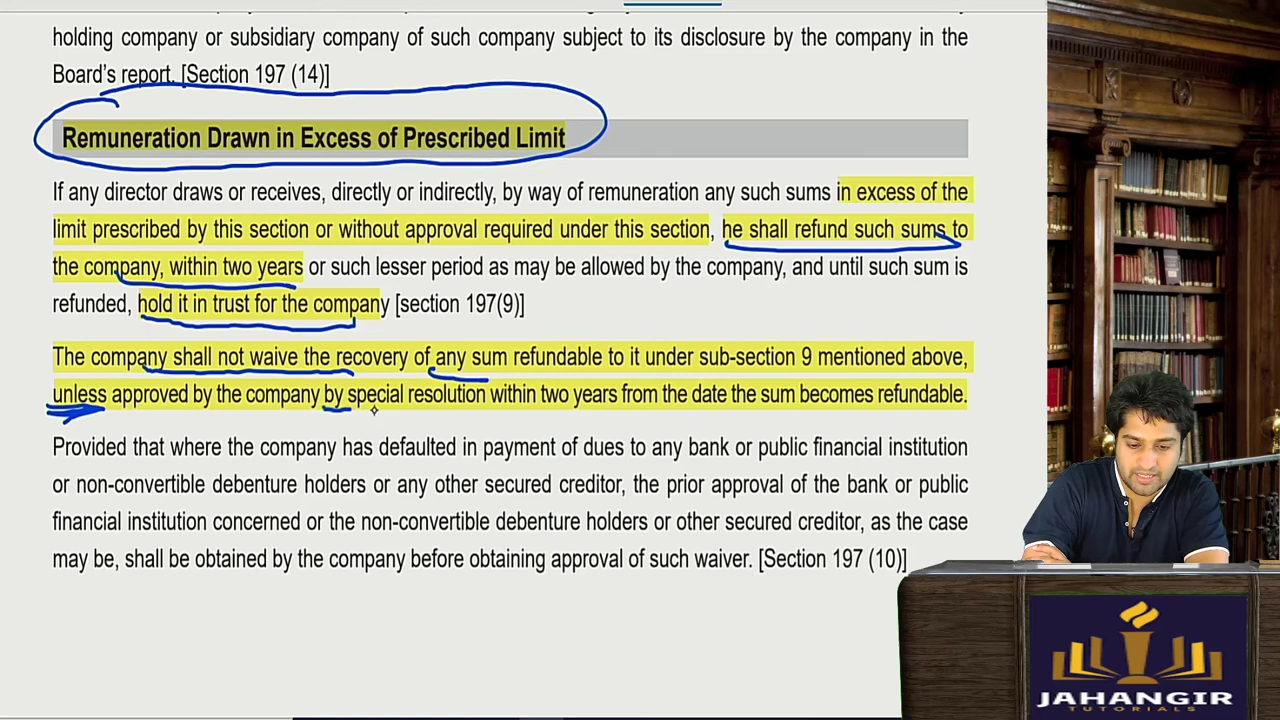 holding company or subsidiary company of such company subject to its disclosure by the company in the
Board's report. [Section 197 (14)]
Remuneration Drawn in Excess of Prescribed Limit
If any director draws or receives, directly or indirectly, by way of remuneration any such sums in excess of the
limit prescribed by this section or without approval required under this section, he shall refund such sums to
the company, within two years or such lesser period as may be allowed by the company, and until such sum is
refunded, hold it in trust for the company [section 197(9)]
The company shall not waive the recovery of any sum refundable to it under sub-section 9 mentioned above,
unless approved by the company by special resolution within two years from the date the sum becomes refundable.
Provided that where the company has defaulted in payment of dues to any bank or public financial institution
or non-convertible debenture holders or any other secured creditor, the prior approval of the bank or public
financial institution concerned or the non-convertible debenture holders or other secured creditor, as the case
may be, shall be obtained by the company before obtaining approval of such waiver. [Section 197 (10)]
JAHANGIR
TUTORIALS